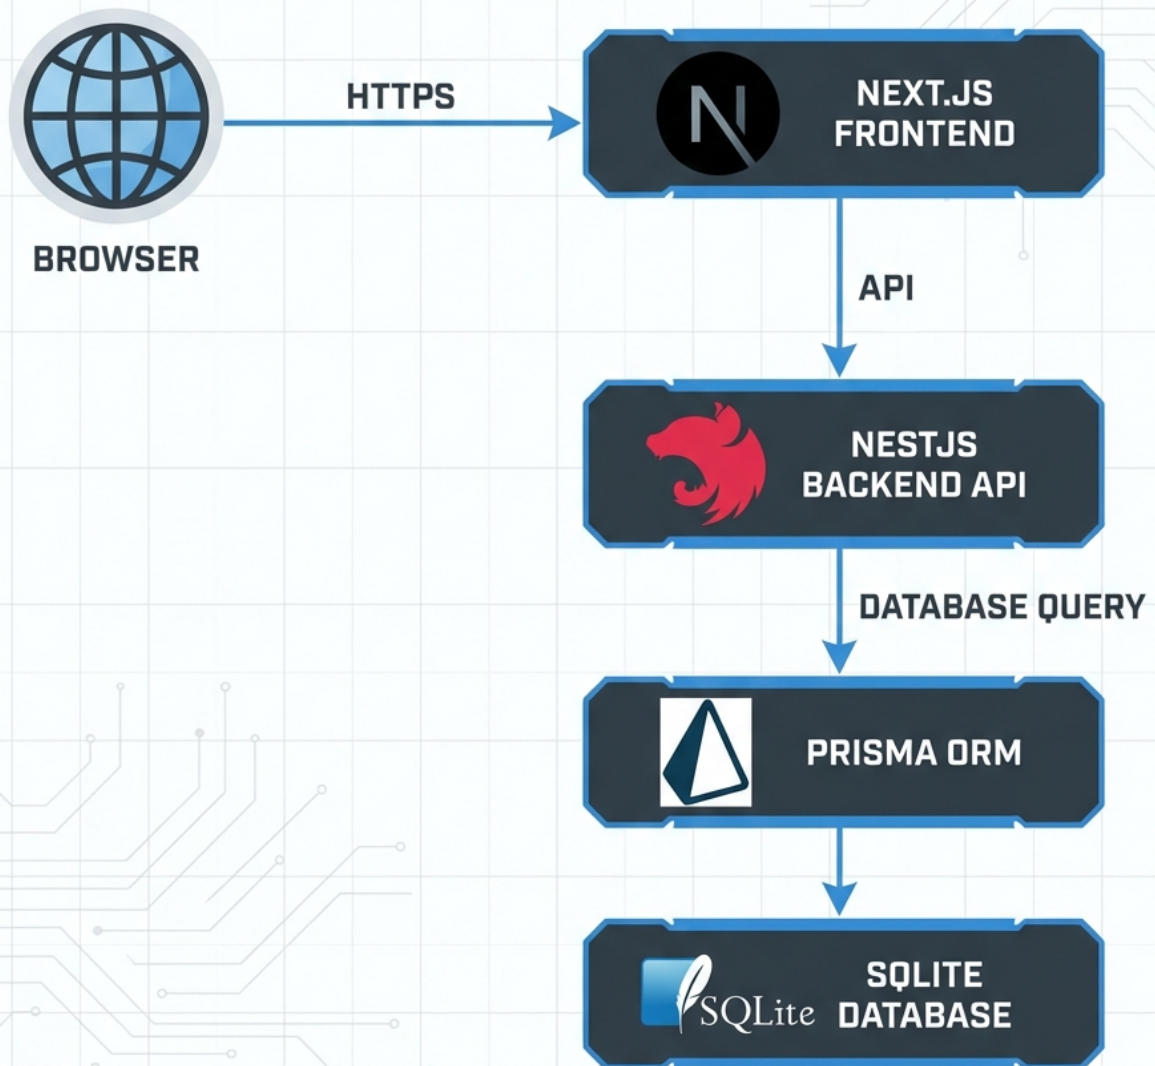 HTTPS
BROWSER
N
NEXT.JS
FRONTEND
API
NESTJS
BACKEND API
DATABASE QUERY
PRISMA ORM
SQLite
SQLITE
DATABASE